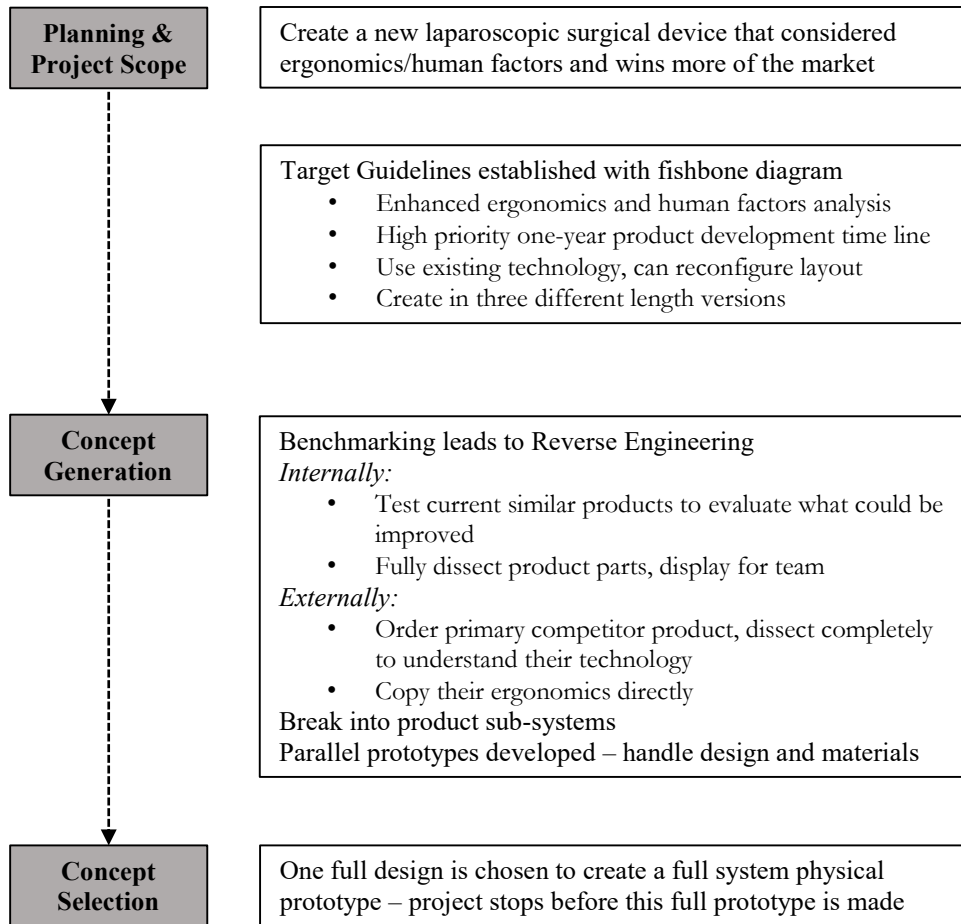 Planning &
Project Scope
Create a new laparoscopic surgical device that considered
ergonomics/human factors and wins more of the market
Target Guidelines established with fishbone diagram
• Enhanced ergonomics and human factors analysis
• High priority one-year product development time line
• Use existing technology, can reconfigure layout
• Create in three different length versions
Concept
Generation
Benchmarking leads to Reverse Engineering
Internally:
• Test current similar products to evaluate what could be
improved
• Fully dissect product parts, display for team
Externally:
• Order primary competitor product, dissect completely
to understand their technology
• Copy their ergonomics directly
Break into product sub-systems
Parallel prototypes developed – handle design and materials
Concept
Selection
One full design is chosen to create a full system physical
prototype – project stops before this full prototype is made